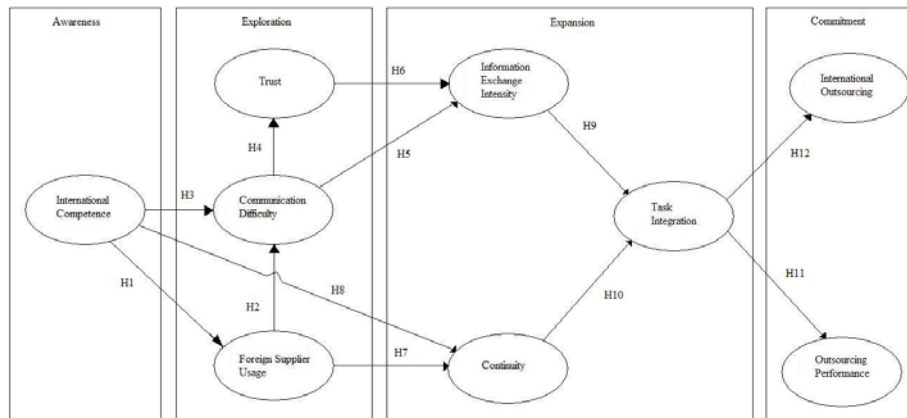 Awareness
Exploration
Expansion
Commitment
Trust
H6
Information
Exchange
Intensity
International
Outsourcing
H4
H5
H9
H12
International
Competence
H3
Communication
Difficulty
Task
Integration
H1
H2
H8
H10
H11
Foreign Supplier
Usage
H7
Continuity
Outsourcing
Performance